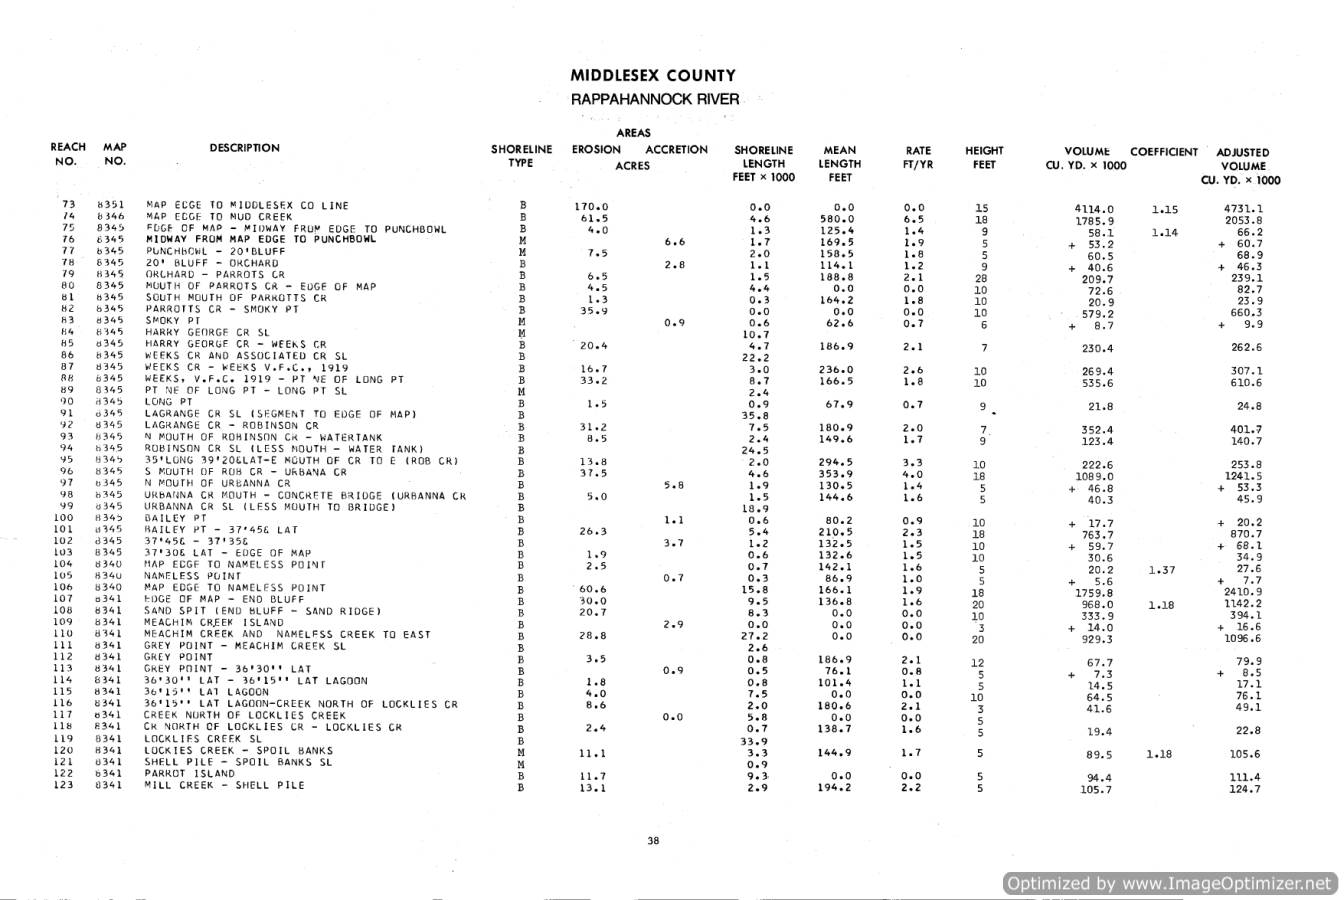 MIDDLESEX COUNTY
RAPPAHANNOCK RIVER
AREAS
REACH MAP DESCRIPTION SHORELINE EROSION ACCRETION SHORELINE MEAN RATE HEIGHT VOLUME COEFFICIENT ADJUSTED
NO. NO. TYPE ACRES LENGTH LENGTH FT/YR FEET CU. YD. × 1000 VOLUME
FEET × 1000 FEET CU. YD. × 1000
73 8351 MAP EDGE TO MIDDLESEX CO LINE B 170.0 0.0 0.0 0.0 15 4114.0 1.15 4731.1
74 8346 MAP EDGE TO MUD CREEK B 61.5 4.6 580.0 6.5 18 1785.9 2053.8
75 8345 EDGE OF MAP - MIDWAY FROM EDGE TO PUNCHBOWL B 4.0 1.3 125.4 1.4 9 58.1 1.14 66.2
76 8345 MIDWAY FROM MAP EDGE TO PUNCHBOWL M 6.6 1.7 169.5 1.9 5 + 53.2 + 60.7
77 8345 PUNCHBOWL - 20'BLUFF M 7.5 2.0 158.5 1.8 5 60.5 68.9
78 8345 20' BLUFF - ORCHARD B 2.8 1.1 114.1 1.2 9 + 40.6 + 46.3
79 8345 ORCHARD - PARROTS CR B 6.5 1.5 188.8 2.1 28 209.7 239.1
80 8345 MOUTH OF PARROTS CR - EDGE OF MAP B 4.5 4.4 0.0 0.0 10 72.6 82.7
81 8345 SOUTH MOUTH OF PARROTTS CR B 1.3 0.3 164.2 1.8 10 20.9 23.9
82 8345 PARROTTS CR - SMOKY PT B 35.9 0.0 0.0 0.0 10 579.2 660.3
83 8345 SMOKY PT M 0.9 0.6 62.6 0.7 6 + 8.7 + 9.9
84 8345 HARRY GEORGE CR SL M 10.7
85 8345 HARRY GEORGE CR - WEEKS CR B 20.4 4.7 186.9 2.1 7 230.4 262.6
86 8345 WEEKS CR AND ASSOCIATED CR SL B 22.2
87 8345 WEEKS CR - WEEKS V.F.C., 1919 B 16.7 3.0 236.0 2.6 10 269.4 307.1
88 8345 WEEKS, V.F.C. 1919 - PT NE OF LONG PT B 33.2 8.7 166.5 1.8 10 535.6 610.6
89 8345 PT NE OF LONG PT - LONG PT SL M 2.4
90 8345 LONG PT B 1.5 0.9 67.9 0.7 9 21.8 24.8
91 8345 LAGRANGE CR SL (SEGMENT TO EDGE OF MAP) B 35.8
92 8345 LAGRANGE CR - ROBINSON CR B 31.2 7.5 180.9 2.0 7 352.4 401.7
93 8345 N MOUTH OF ROBINSON CR - WATERTANK B 8.5 2.4 149.6 1.7 9 123.4 140.7
94 8345 ROBINSON CR SL (LESS MOUTH - WATER TANK) B 24.5
95 8345 35'LONG 39'20&LAT-E MOUTH OF CR TO E (ROB CR) B 13.8 2.0 294.5 3.3 10 222.6 253.8
96 8345 S MOUTH OF ROB CR - URBANA CR B 37.5 4.6 353.9 4.0 18 1089.0 1241.5
97 8345 N MOUTH OF URBANNA CR B 5.8 1.9 130.5 1.4 5 + 46.8 + 53.3
98 8345 URBANNA CR MOUTH - CONCRETE BRIDGE (URBANNA CR B 5.0 1.5 144.6 1.6 5 40.3 45.9
99 8345 URBANNA CR SL (LESS MOUTH TO BRIDGE) B 18.9
100 8345 BAILEY PT B 1.1 0.6 80.2 0.9 10 + 17.7 + 20.2
101 8345 BAILEY PT - 37'45& LAT B 26.3 5.4 210.5 2.3 18 763.7 870.7
102 8345 37'45& - 37'35& B 3.7 1.2 132.5 1.5 10 + 59.7 + 68.1
103 8345 37'30& LAT - EDGE OF MAP B 1.9 0.6 132.6 1.5 10 30.6 34.9
104 8340 MAP EDGE TO NAMELESS POINT B 2.5 0.7 142.1 1.6 5 20.2 1.37 27.6
105 8340 NAMELESS POINT B 0.7 0.3 86.9 1.0 5 + 5.6 + 7.7
106 8340 MAP EDGE TO NAMELESS POINT B 60.6 15.8 166.1 1.9 18 1759.8 2410.9
107 8341 EDGE OF MAP - END BLUFF B 30.0 9.5 136.8 1.6 20 968.0 1.18 1142.2
108 8341 SAND SPIT (END BLUFF - SAND RIDGE) B 20.7 8.3 0.0 0.0 10 333.9 394.1
109 8341 MEACHIM CREEK ISLAND B 2.9 0.0 0.0 0.0 3 + 14.0 + 16.6
110 8341 MEACHIM CREEK AND NAMELESS CREEK TO EAST B 28.8 27.2 0.0 0.0 20 929.3 1096.6
111 8341 GREY POINT - MEACHIM CREEK SL B 2.6
112 8341 GREY POINT B 3.5 0.8 186.9 2.1 12 67.7 79.9
113 8341 GREY POINT - 36'30'' LAT B 0.9 0.5 76.1 0.8 5 + 7.3 + 8.5
114 8341 36'30'' LAT - 36'15'' LAT LAGOON B 1.8 0.8 101.4 1.1 5 14.5 17.1
115 8341 36'15'' LAT LAGOON B 4.0 7.5 0.0 0.0 10 64.5 76.1
116 8341 36'15'' LAT LAGOON-CREEK NORTH OF LOCKLIES CR B 8.6 2.0 180.6 2.1 3 41.6 49.1
117 8341 CREEK NORTH OF LOCKLIES CREEK B 0.0 5.8 0.0 0.0 5
118 8341 CR NORTH OF LOCKLIES CR - LOCKLIES CR B 2.4 0.7 138.7 1.6 5 19.4 22.8
119 8341 LOCKLIES CREEK SL B 33.9
120 8341 LOCKIES CREEK - SPOIL BANKS M 11.1 3.3 144.9 1.7 5 89.5 1.18 105.6
121 8341 SHELL PILE - SPOIL BANKS SL M 0.9
122 8341 PARROT ISLAND B 11.7 9.3 0.0 0.0 5 94.4 111.4
123 8341 MILL CREEK - SHELL PILE B 13.1 2.9 194.2 2.2 5 105.7 124.7
38
Optimized by www.ImageOptimizer.net